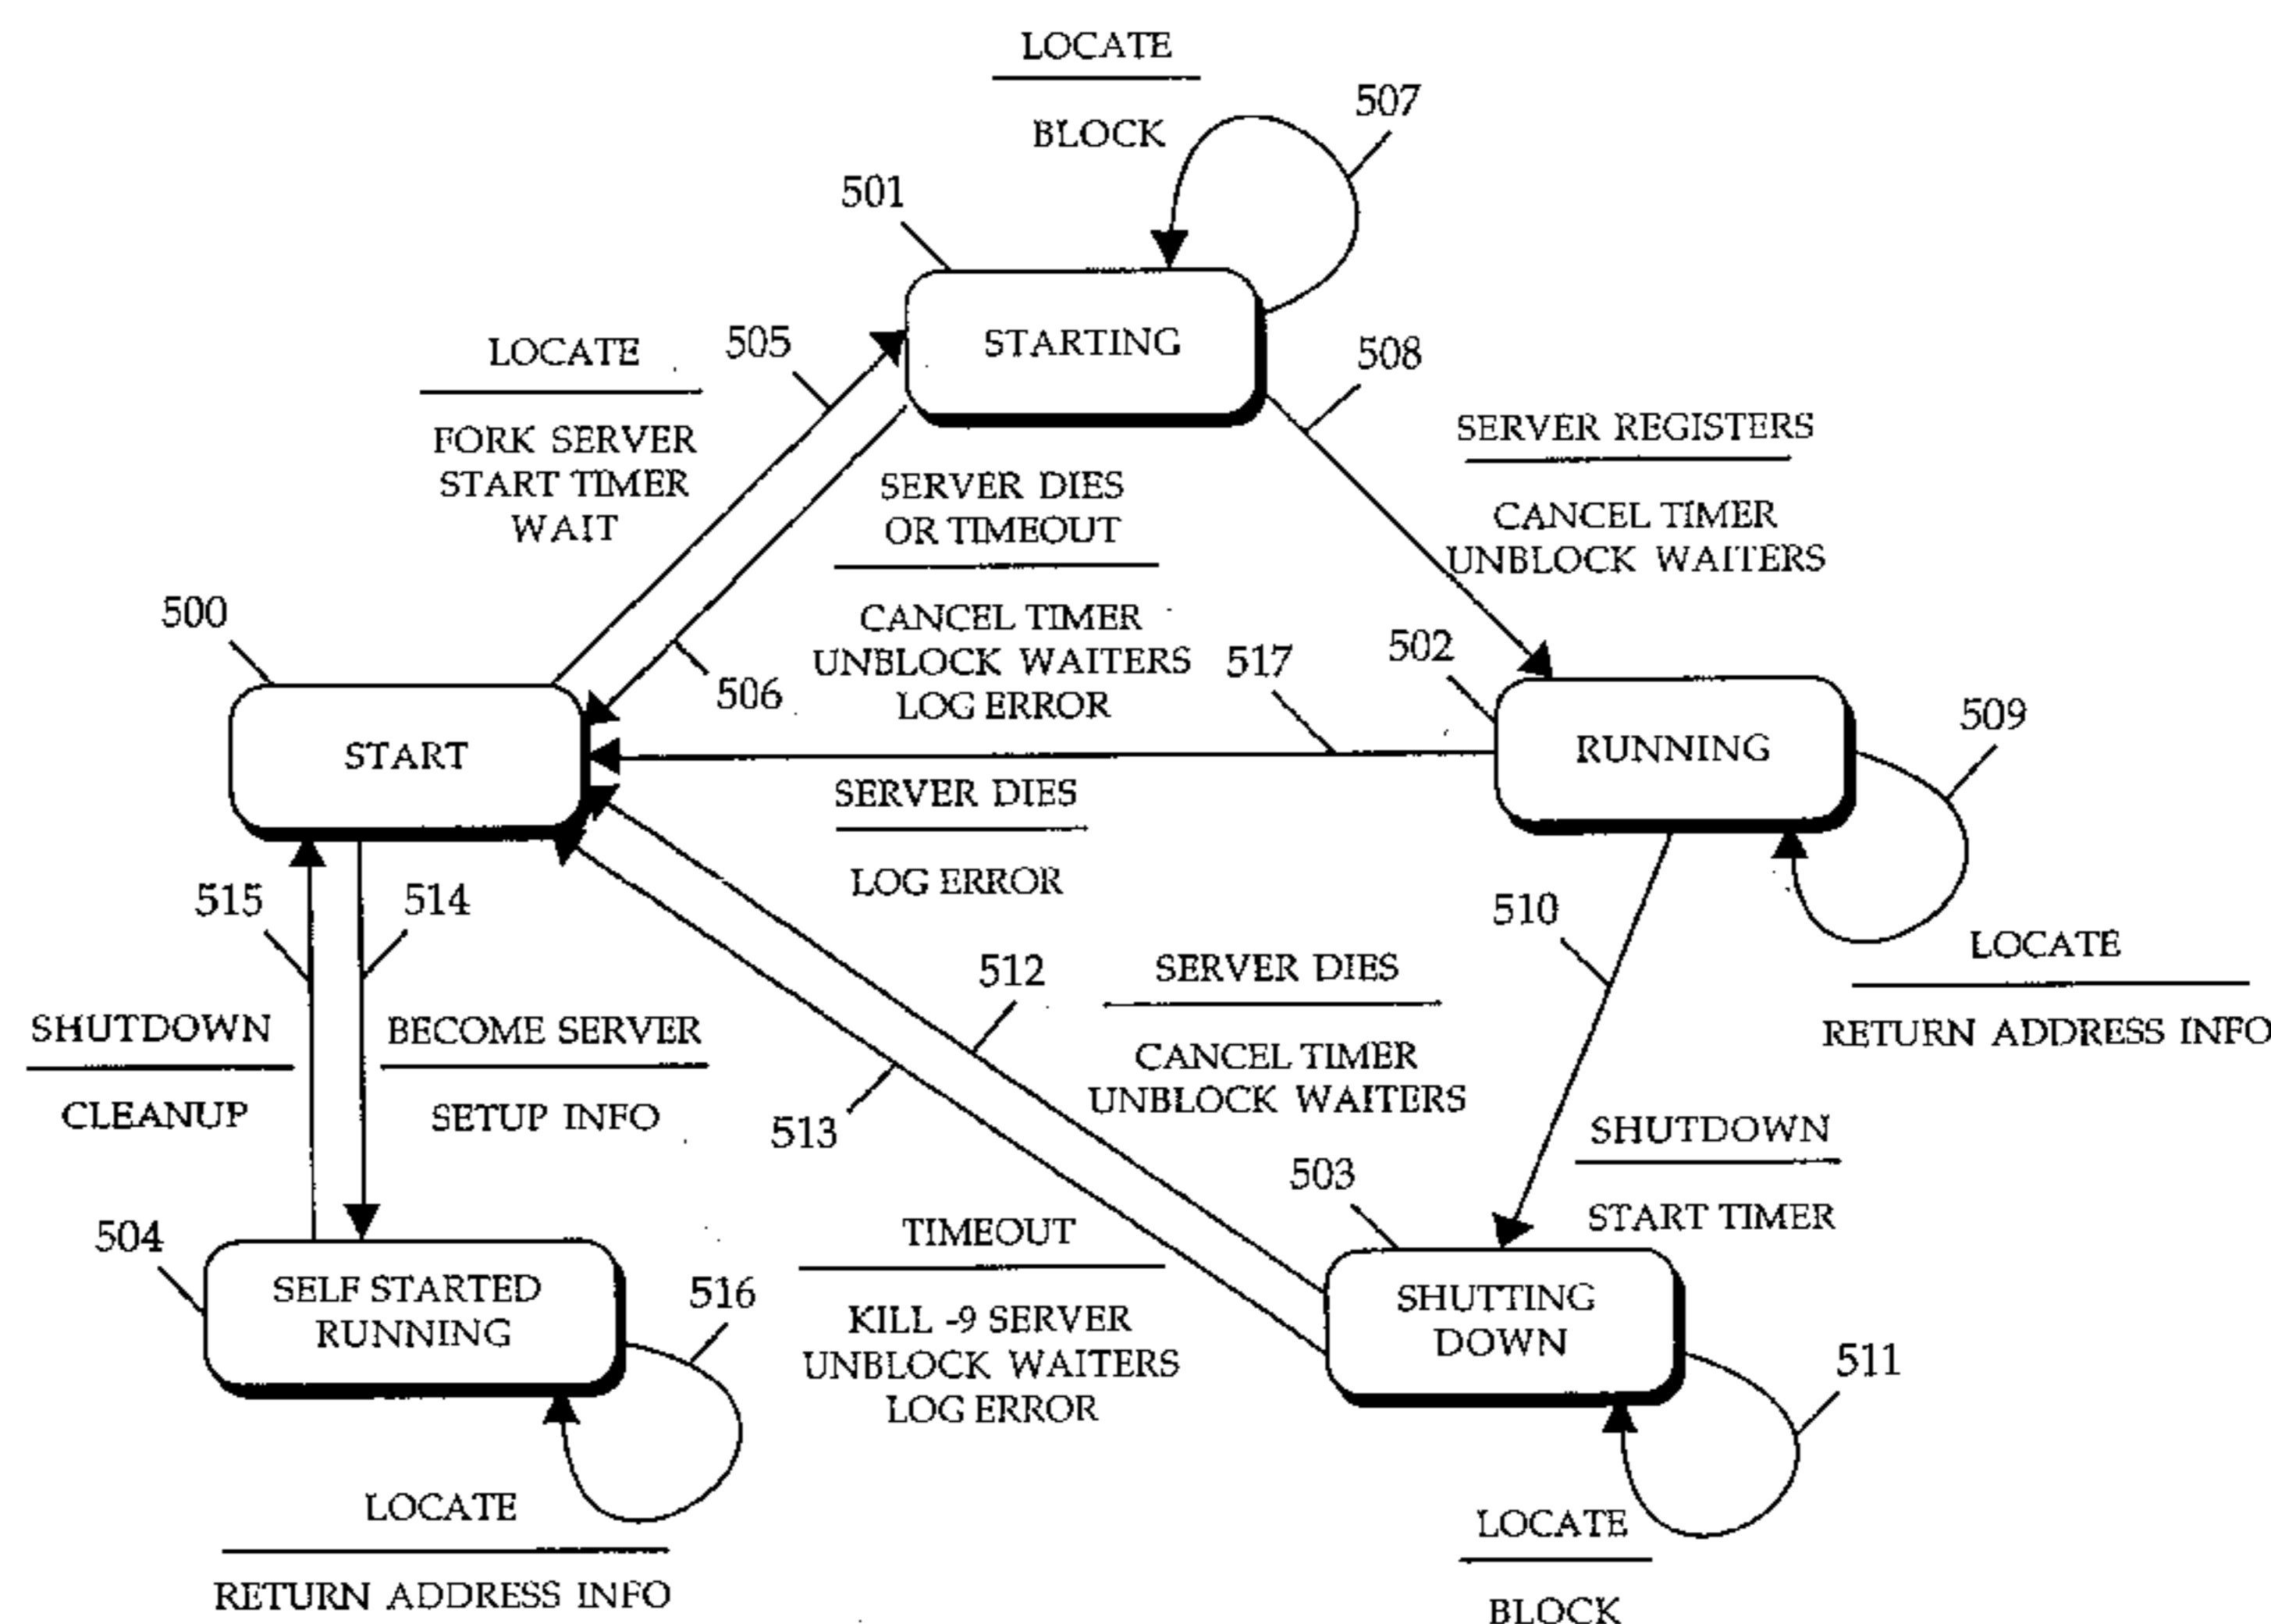 LOCATE
BLOCK
507
501
STARTING
LOCATE
505
FORK SERVER
START TIMER
WAIT
508
SERVER REGISTERS
CANCEL TIMER
UNBLOCK WAITERS
SERVER DIES
OR TIMEOUT
CANCEL TIMER
UNBLOCK WAITERS
LOG ERROR
506
500
START
517
502
RUNNING
509
SERVER DIES
LOG ERROR
LOCATE
RETURN ADDRESS INFO
515
514
SHUTDOWN
CLEANUP
BECOME SERVER
SETUP INFO
510
512
SERVER DIES
CANCEL TIMER
UNBLOCK WAITERS
513
SHUTDOWN
START TIMER
503
SHUTTING
DOWN
TIMEOUT
KILL -9 SERVER
UNBLOCK WAITERS
LOG ERROR
504
SELF STARTED
RUNNING
516
511
LOCATE
RETURN ADDRESS INFO
LOCATE
BLOCK